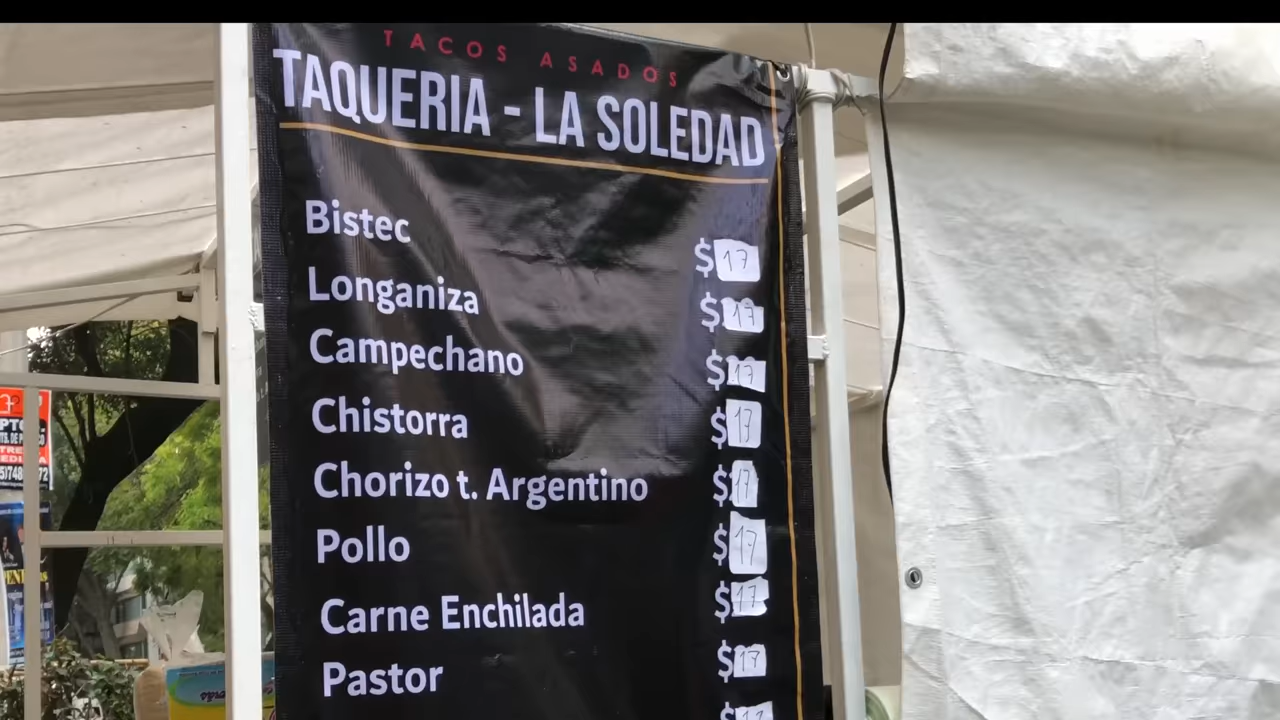 TACOS ASADOS
TAQUERIA - LA SOLEDAD
Bistec $17
Longaniza $17
Campechano $17
Chistorra $17
Chorizo t. Argentino $17
Pollo $17
Carne Enchilada $17
Pastor $17